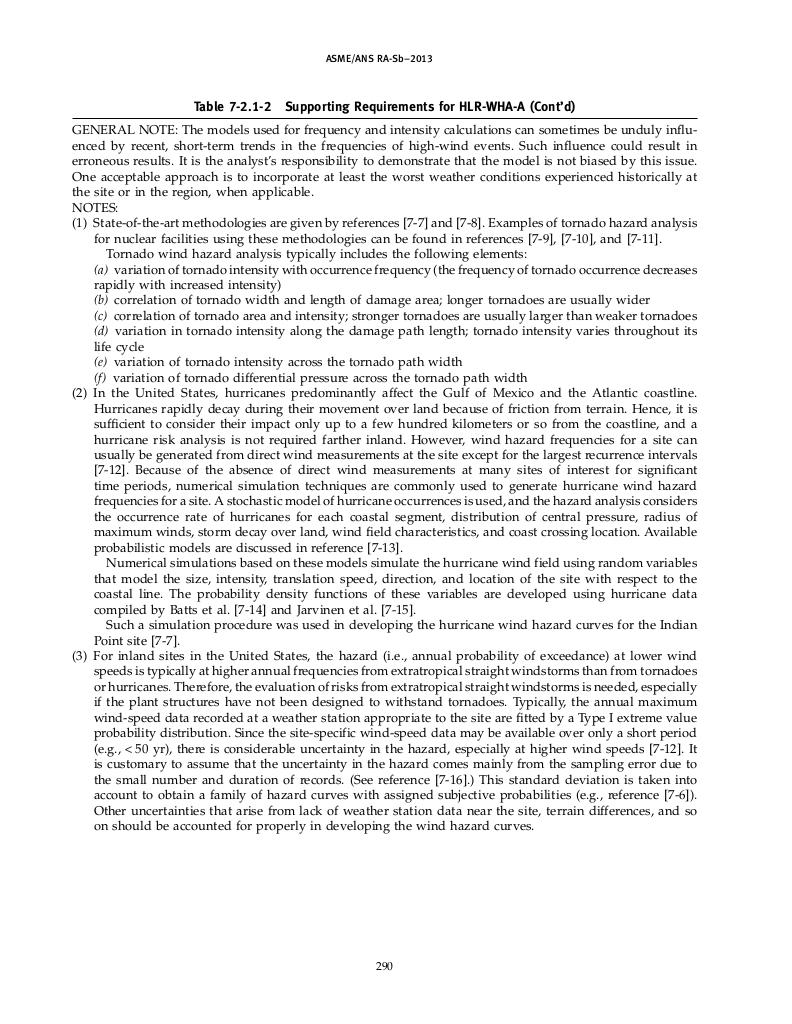 ASME/ANS RA-Sb–2013
Table 7-2.1-2 Supporting Requirements for HLR-WHA-A (Cont'd)
GENERAL NOTE: The models used for frequency and intensity calculations can sometimes be unduly influ-
enced by recent, short-term trends in the frequencies of high-wind events. Such influence could result in
erroneous results. It is the analyst's responsibility to demonstrate that the model is not biased by this issue.
One acceptable approach is to incorporate at least the worst weather conditions experienced historically at
the site or in the region, when applicable.
NOTES:
(1) State-of-the-art methodologies are given by references [7-7] and [7-8]. Examples of tornado hazard analysis
for nuclear facilities using these methodologies can be found in references [7-9], [7-10], and [7-11].
Tornado wind hazard analysis typically includes the following elements:
(a) variation of tornado intensity with occurrence frequency (the frequency of tornado occurrence decreases
rapidly with increased intensity)
(b) correlation of tornado width and length of damage area; longer tornadoes are usually wider
(c) correlation of tornado area and intensity; stronger tornadoes are usually larger than weaker tornadoes
(d) variation in tornado intensity along the damage path length; tornado intensity varies throughout its
life cycle
(e) variation of tornado intensity across the tornado path width
(f) variation of tornado differential pressure across the tornado path width
(2) In the United States, hurricanes predominantly affect the Gulf of Mexico and the Atlantic coastline.
Hurricanes rapidly decay during their movement over land because of friction from terrain. Hence, it is
sufficient to consider their impact only up to a few hundred kilometers or so from the coastline, and a
hurricane risk analysis is not required farther inland. However, wind hazard frequencies for a site can
usually be generated from direct wind measurements at the site except for the largest recurrence intervals
[7-12]. Because of the absence of direct wind measurements at many sites of interest for significant
time periods, numerical simulation techniques are commonly used to generate hurricane wind hazard
frequencies for a site. A stochastic model of hurricane occurrences is used, and the hazard analysis considers
the occurrence rate of hurricanes for each coastal segment, distribution of central pressure, radius of
maximum winds, storm decay over land, wind field characteristics, and coast crossing location. Available
probabilistic models are discussed in reference [7-13].
Numerical simulations based on these models simulate the hurricane wind field using random variables
that model the size, intensity, translation speed, direction, and location of the site with respect to the
coastal line. The probability density functions of these variables are developed using hurricane data
compiled by Batts et al. [7-14] and Jarvinen et al. [7-15].
Such a simulation procedure was used in developing the hurricane wind hazard curves for the Indian
Point site [7-7].
(3) For inland sites in the United States, the hazard (i.e., annual probability of exceedance) at lower wind
speeds is typically at higher annual frequencies from extratropical straight windstorms than from tornadoes
or hurricanes. Therefore, the evaluation of risks from extratropical straight windstorms is needed, especially
if the plant structures have not been designed to withstand tornadoes. Typically, the annual maximum
wind-speed data recorded at a weather station appropriate to the site are fitted by a Type I extreme value
probability distribution. Since the site-specific wind-speed data may be available over only a short period
(e.g., < 50 yr), there is considerable uncertainty in the hazard, especially at higher wind speeds [7-12]. It
is customary to assume that the uncertainty in the hazard comes mainly from the sampling error due to
the small number and duration of records. (See reference [7-16].) This standard deviation is taken into
account to obtain a family of hazard curves with assigned subjective probabilities (e.g., reference [7-6]).
Other uncertainties that arise from lack of weather station data near the site, terrain differences, and so
on should be accounted for properly in developing the wind hazard curves.
290